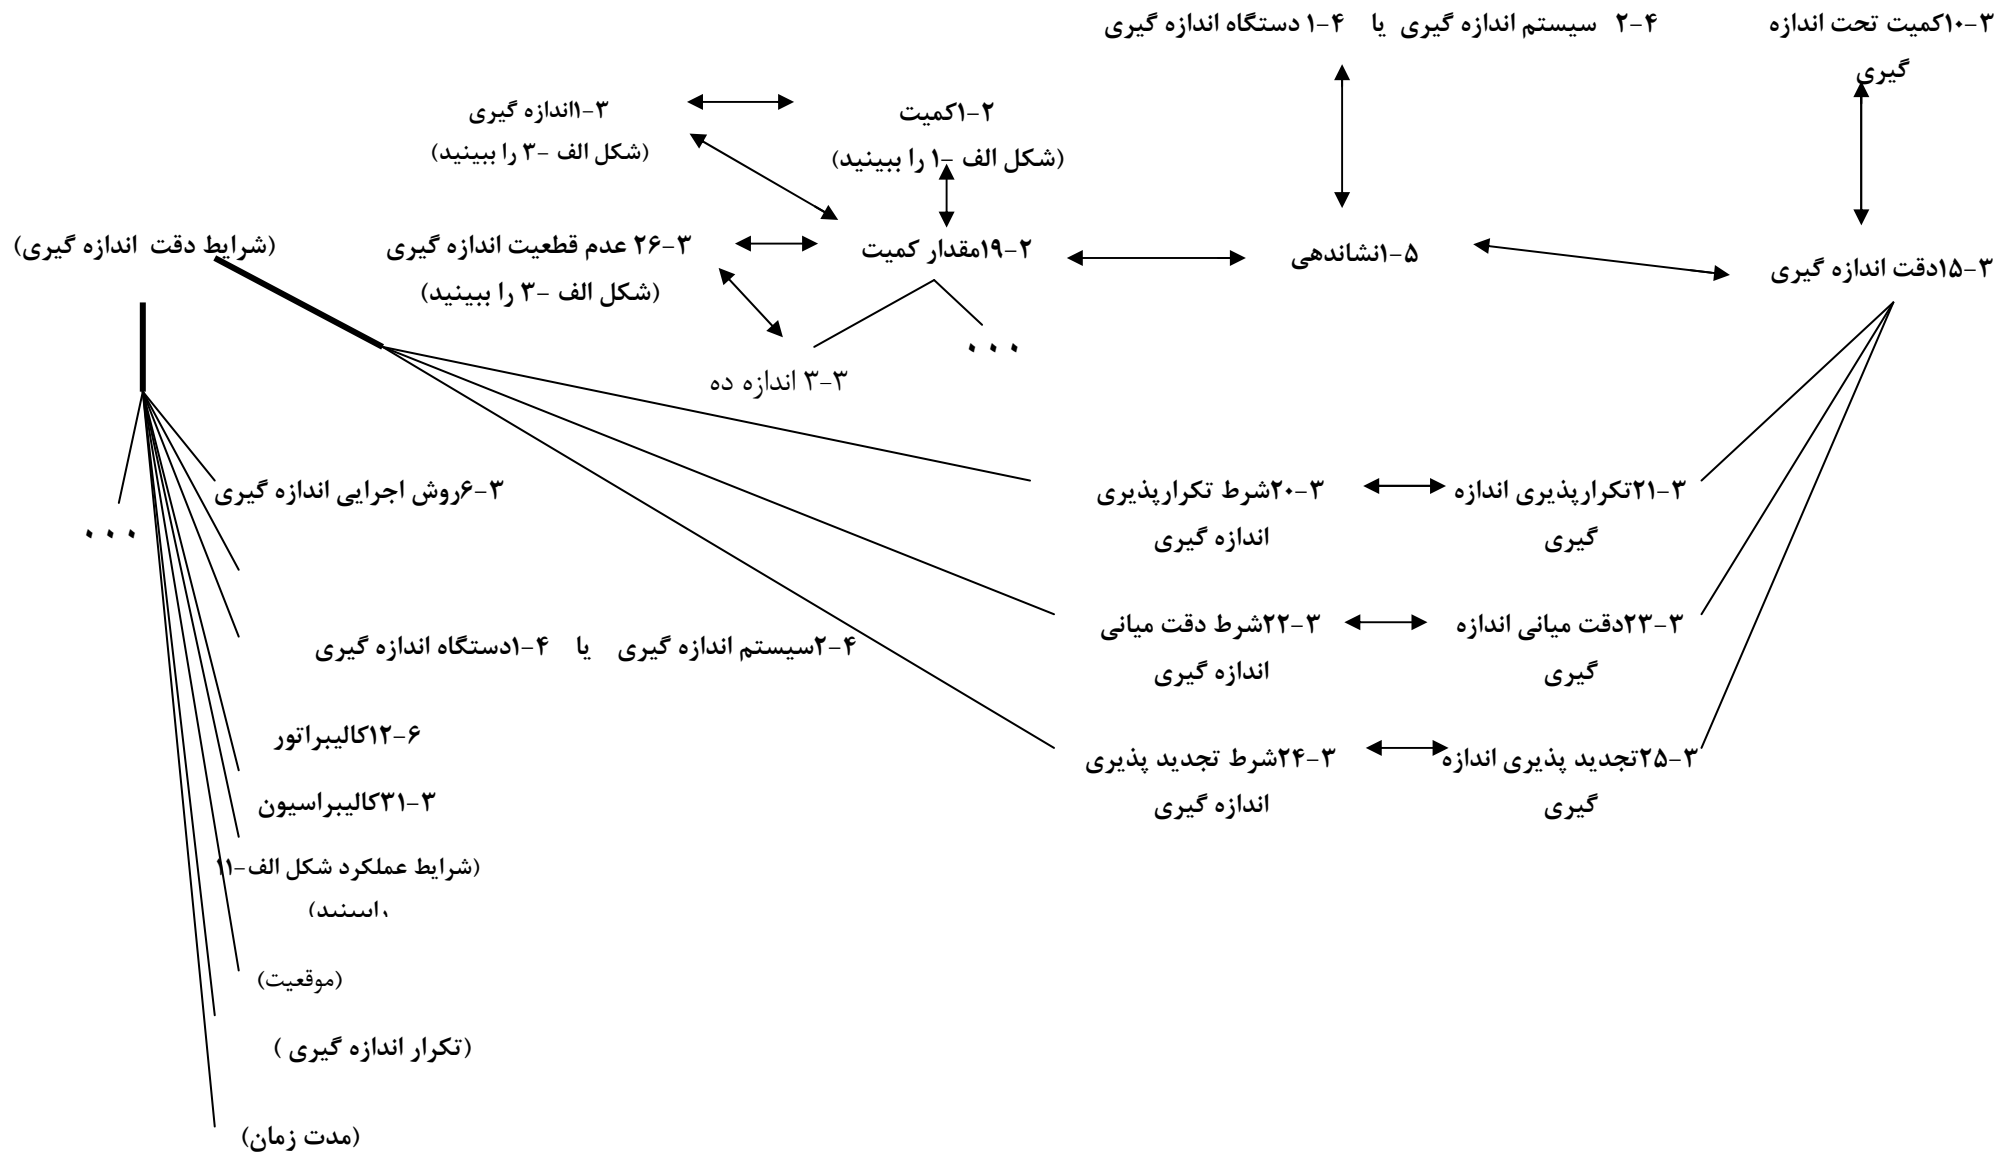 ۳-۱۰کمیت تحت اندازه
گیری
۴-۲ سیستم اندازه گیری یا ۴-۱ دستگاه اندازه گیری
۲-۱کمیت
(شکل الف -۱ را ببینید)
۳-۱اندازه گیری
(شکل الف -۳ را ببینید)
۳-۱۵دقت اندازه گیری
۵-۱نشاندهی
۲-۱۹مقدار کمیت
۳-۲۶ عدم قطعیت اندازه گیری
(شکل الف -۳ را ببینید)
(شرایط دقت اندازه گیری)
...
۳-۳ اندازه ده
۳-۲۱تکرارپذیری اندازه
گیری
۳-۲۰شرط تکرارپذیری
اندازه گیری
۳-۲۳دقت میانی اندازه
گیری
۳-۲۲شرط دقت میانی
اندازه گیری
۳-۲۵تجدید پذیری اندازه
گیری
۳-۲۴شرط تجدید پذیری
اندازه گیری
۳-۶روش اجرایی اندازه گیری
...
۴-۲سیستم اندازه گیری یا ۴-۱دستگاه اندازه گیری
۶-۱۲کالیبراتور
۳-۳۱کالیبراسیون
(شرایط عملکرد شکل الف-۱۱
راببینید)
(موقعیت)
(تکرار اندازه گیری )
(مدت زمان)